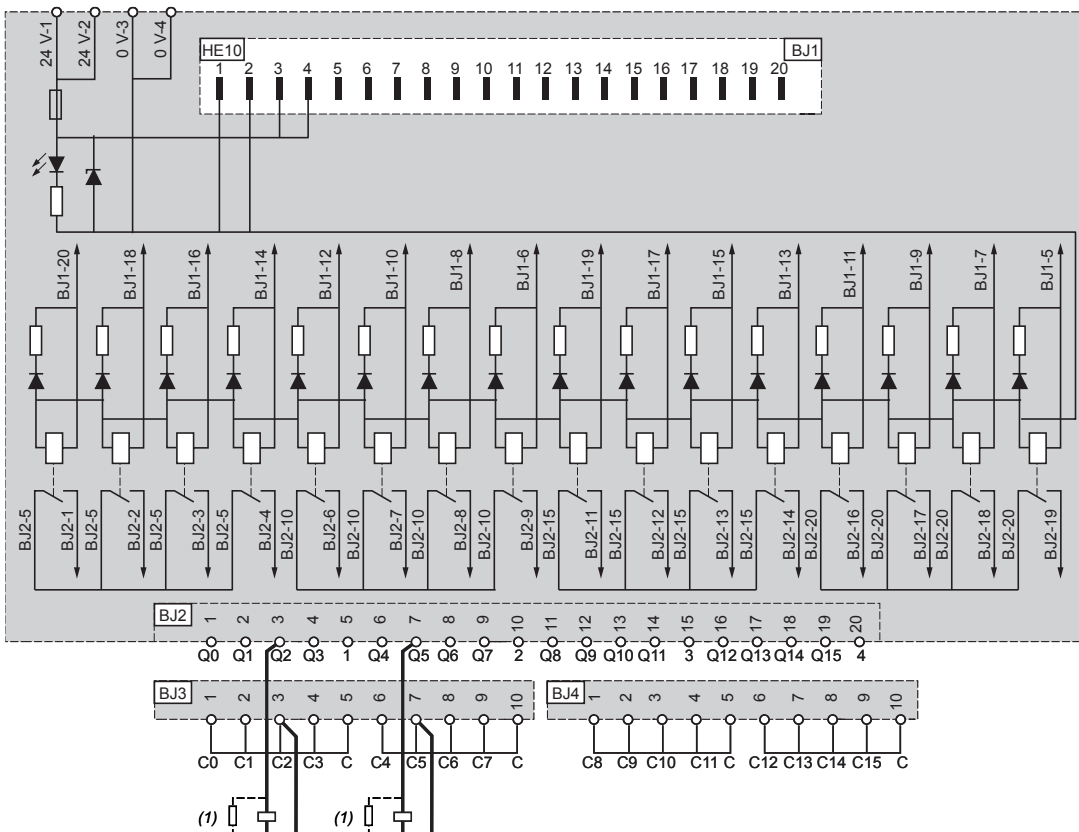 24 V-1 24 V-2 0 V-3 0 V-4
HE10 BJ1
1 2 3 4 5 6 7 8 9 10 11 12 13 14 15 16 17 18 19 20
BJ1-20 BJ1-18 BJ1-16 BJ1-14 BJ1-12 BJ1-10 BJ1-8 BJ1-6 BJ1-19 BJ1-17 BJ1-15 BJ1-13 BJ1-11 BJ1-9 BJ1-7 BJ1-5
BJ2-5 BJ2-1 BJ2-5 BJ2-2 BJ2-5 BJ2-3 BJ2-5 BJ2-4 BJ2-10 BJ2-6 BJ2-10 BJ2-7 BJ2-10 BJ2-8 BJ2-10 BJ2-9 BJ2-15 BJ2-11 BJ2-15 BJ2-12 BJ2-15 BJ2-13 BJ2-15 BJ2-14 BJ2-20 BJ2-16 BJ2-20 BJ2-17 BJ2-20 BJ2-18 BJ2-20 BJ2-19
BJ2 1 2 3 4 5 6 7 8 9 10 11 12 13 14 15 16 17 18 19 20
Q0 Q1 Q2 Q3 1 Q4 Q5 Q6 Q7 2 Q8 Q9 Q10 Q11 3 Q12 Q13 Q14 Q15 4
BJ3 1 2 3 4 5 6 7 8 9 10 BJ4 1 2 3 4 5 6 7 8 9 10
C0 C1 C2 C3 C C4 C5 C6 C7 C C8 C9 C10 C11 C C12 C13 C14 C15 C
(1) (1)